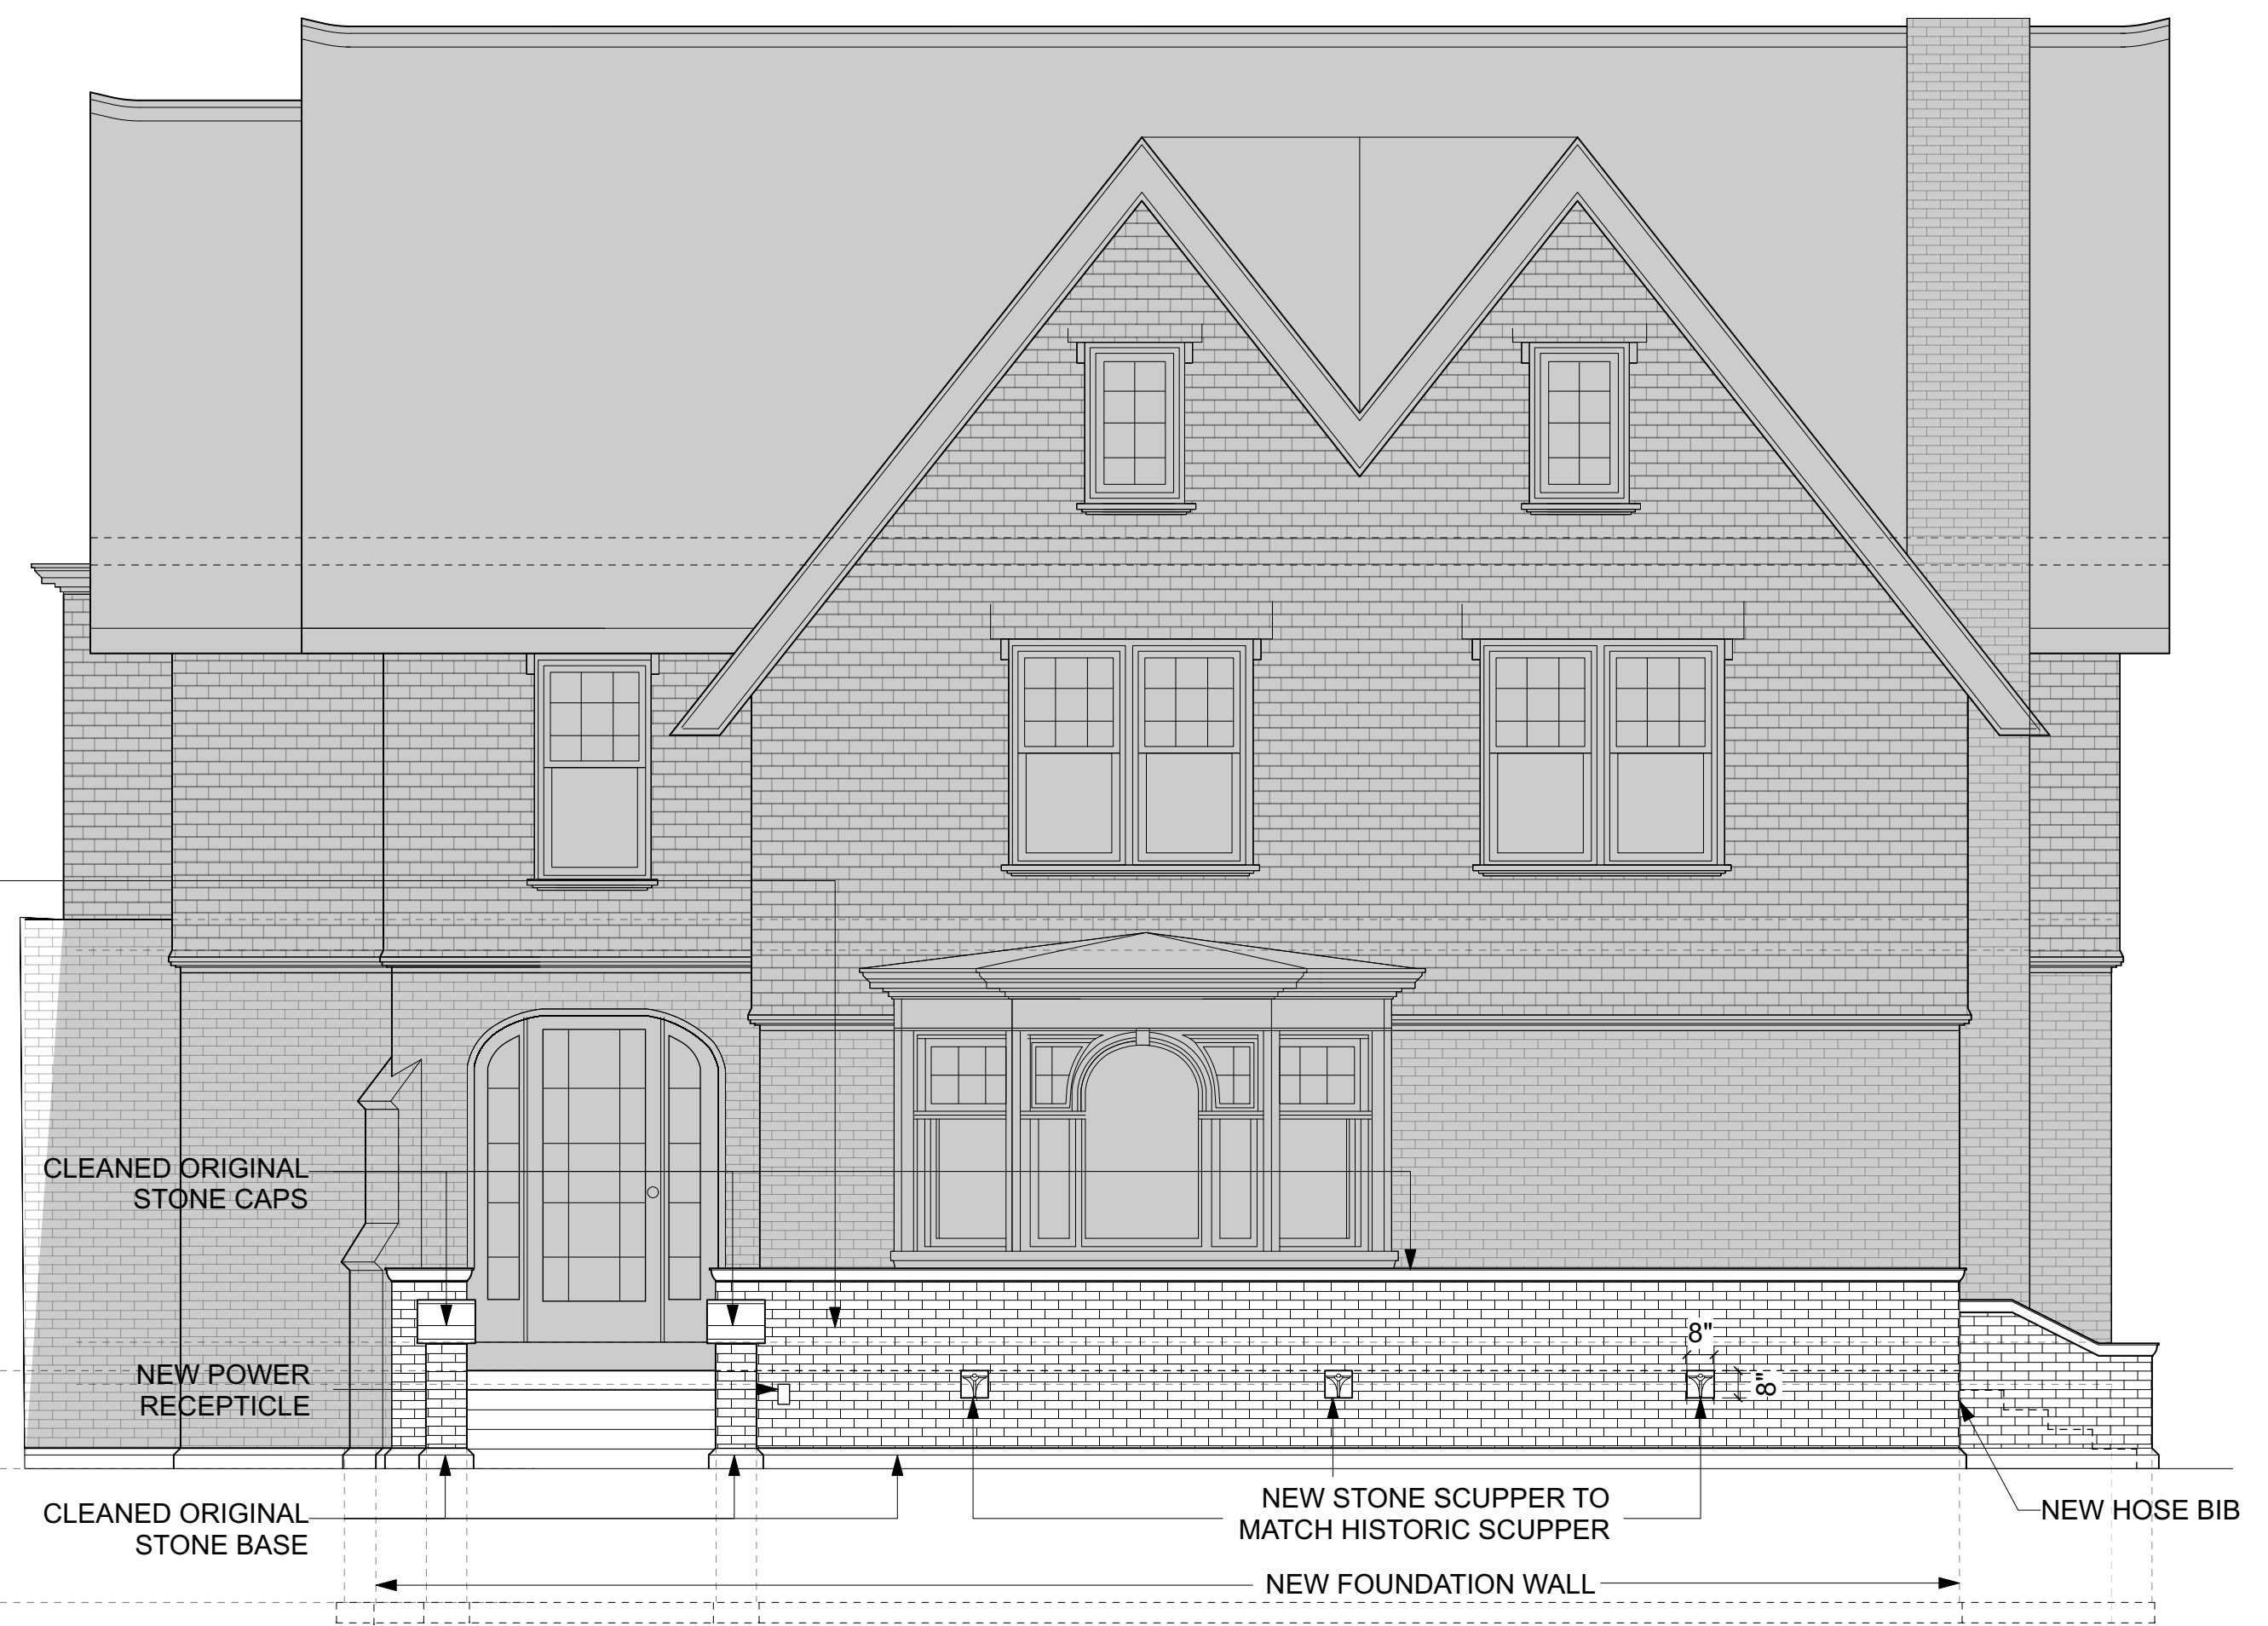 CLEANED ORIGINAL
STONE CAPS
8"
8"
NEW POWER
RECEPTICLE
CLEANED ORIGINAL
STONE BASE
NEW STONE SCUPPER TO
MATCH HISTORIC SCUPPER
NEW HOSE BIB
NEW FOUNDATION WALL